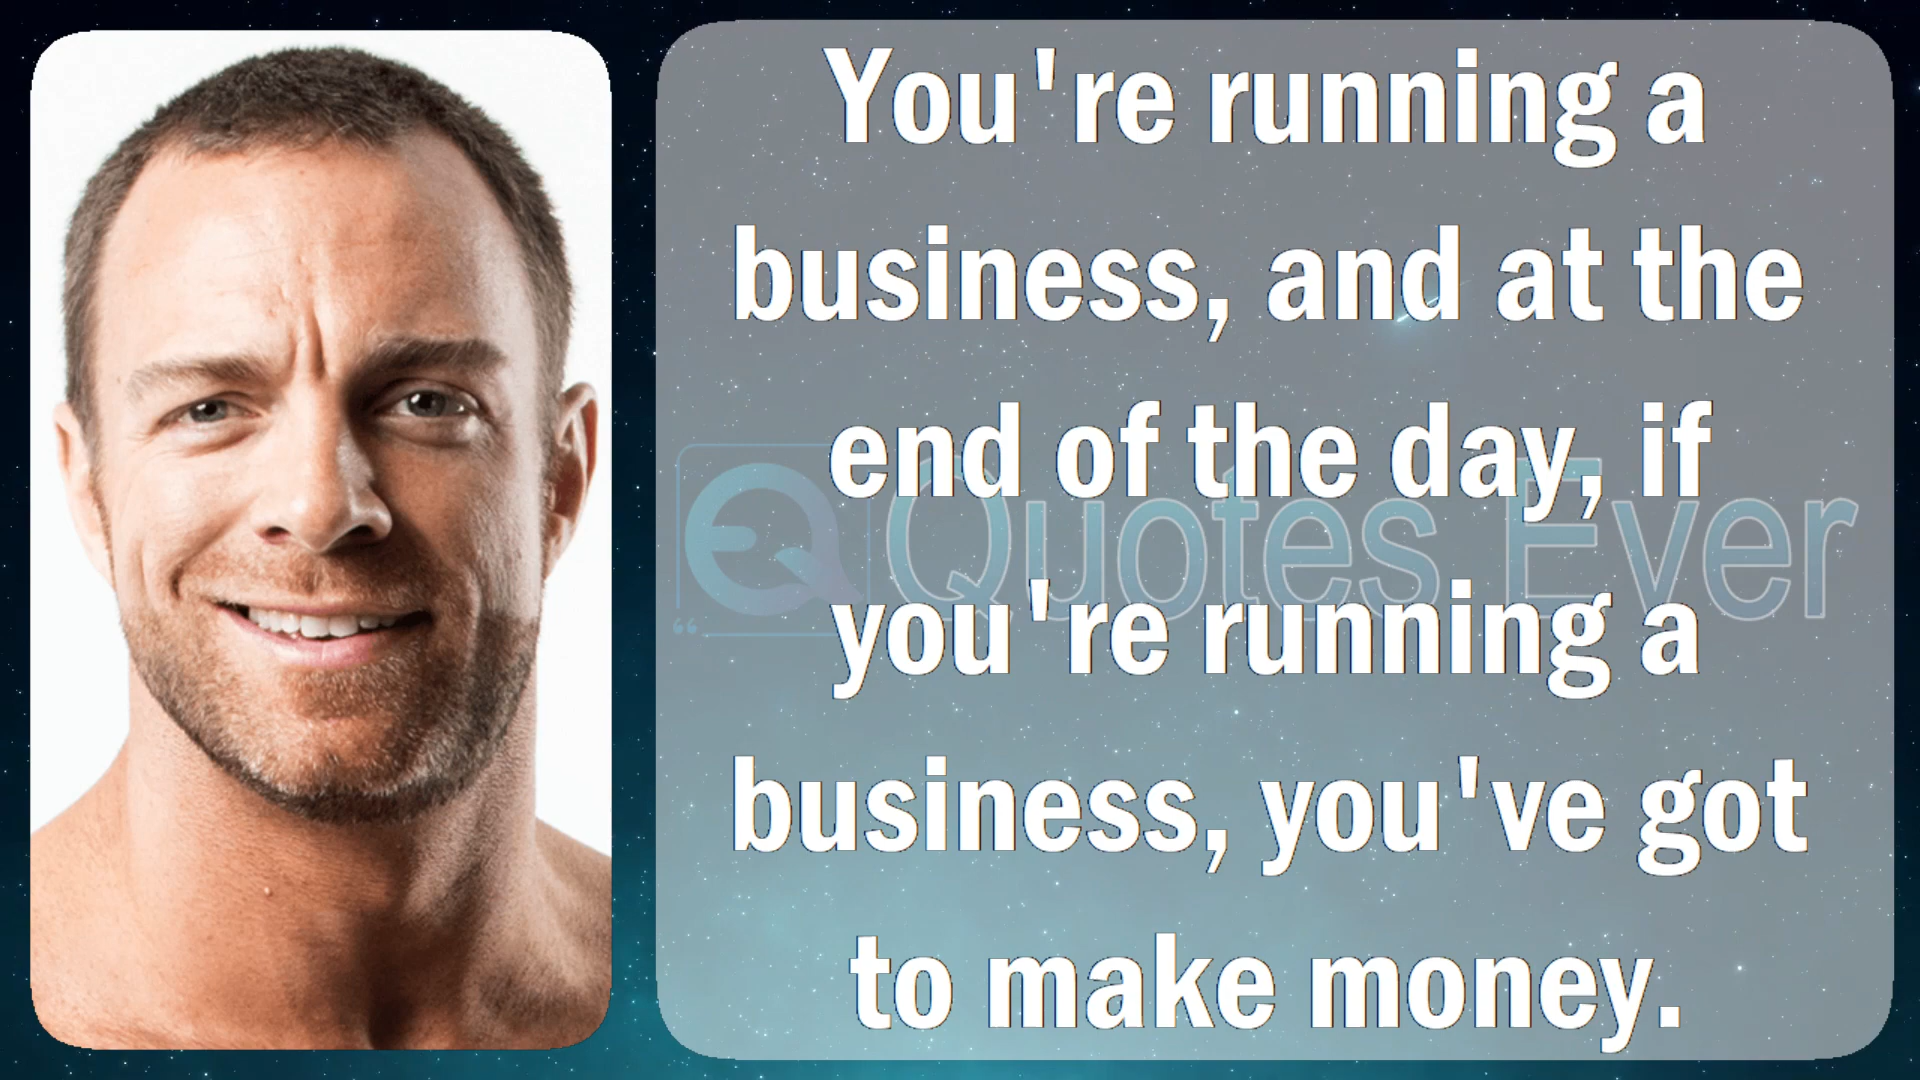 You're running a
business, and at the
end of the day, if
you're running a
business, you've got
to make money.
EQ Quotes Ever